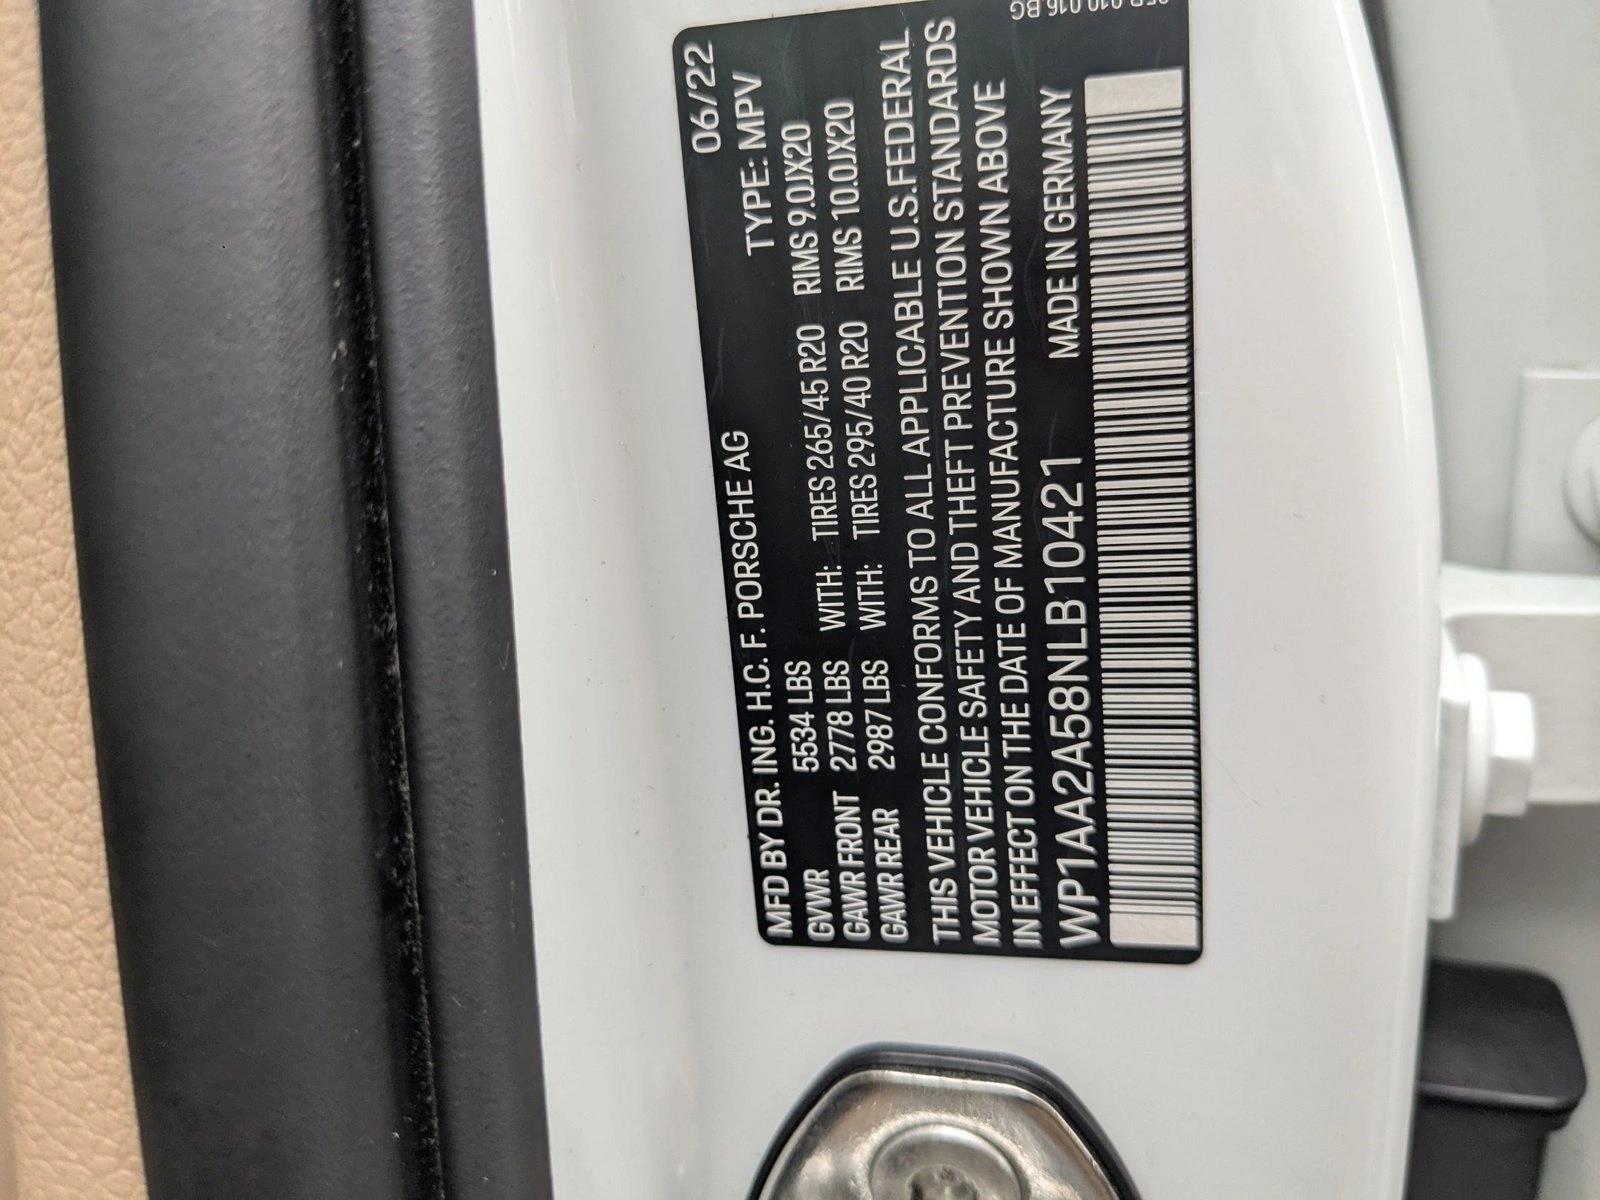 06/22
MFD BY DR. ING. H.C. F. PORSCHE AG TYPE: MPV
GVWR 5534 LBS WITH: TIRES 265/45 R20 RIMS 9.0JX20
GAWR FRONT 2778 LBS WITH: TIRES 295/40 R20 RIMS 10.0JX20
GAWR REAR 2987 LBS
THIS VEHICLE CONFORMS TO ALL APPLICABLE U.S.FEDERAL
MOTOR VEHICLE SAFETY AND THEFT PREVENTION STANDARDS
IN EFFECT ON THE DATE OF MANUFACTURE SHOWN ABOVE
WP1AA2A58NLB10421 MADE IN GERMANY